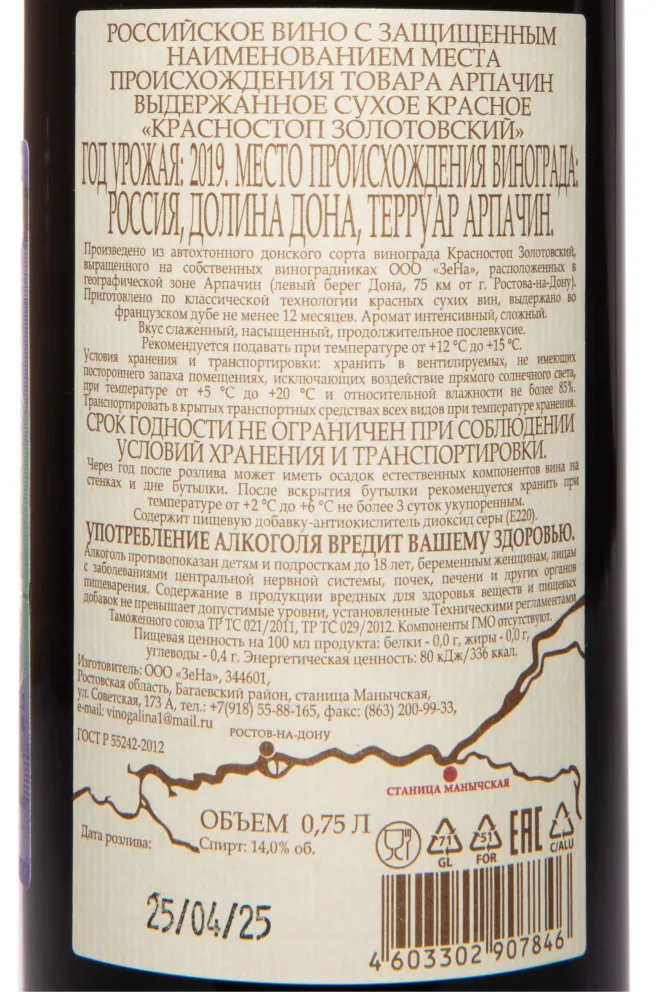 РОССИЙСКОЕ ВИНО С ЗАЩИЩЕННЫМ
НАИМЕНОВАНИЕМ МЕСТА
ПРОИСХОЖДЕНИЯ ТОВАРА АРПАЧИН
ВЫДЕРЖАННОЕ СУХОЕ КРАСНОЕ
«КРАСНОСТОП ЗОЛОТОВСКИЙ»
ГОД УРОЖАЯ: 2019. МЕСТО ПРОИСХОЖДЕНИЯ ВИНОГРАДА:
РОССИЯ, ДОЛИНА ДОНА, ТЕРРУАР АРПАЧИН.
Произведено из автохтонного донского сорта винограда Красностоп Золотовский,
выращенного на собственных виноградниках ООО «ЗеНа», расположенных в
географической зоне Арпачин (левый берег Дона, 75 км от г. Ростова-на-Дону).
Приготовлено по классической технологии красных сухих вин, выдержано во
французском дубе не менее 12 месяцев. Аромат интенсивный, сложный.
Вкус слаженный, насыщенный, продолжительное послевкусие.
Рекомендуется подавать при температуре от +12 °C до +15 °C.
Условия хранения и транспортировки: хранить в вентилируемых, не имеющих
постороннего запаха помещениях, исключающих воздействие прямого солнечного света,
при температуре от +5 °C до +20 °C и относительной влажности не более 85%.
Транспортировать в крытых транспортных средствах всех видов при температуре хранения.
СРОК ГОДНОСТИ НЕ ОГРАНИЧЕН ПРИ СОБЛЮДЕНИИ
УСЛОВИЙ ХРАНЕНИЯ И ТРАНСПОРТИРОВКИ.
Через год после розлива может иметь осадок естественных компонентов вина на
стенках и дне бутылки. После вскрытия бутылки рекомендуется хранить при
температуре от +2 °C до +6 °C не более 3 суток укупоренным.
Содержит пищевую добавку-антиокислитель диоксид серы (Е220).
УПОТРЕБЛЕНИЕ АЛКОГОЛЯ ВРЕДИТ ВАШЕМУ ЗДОРОВЬЮ.
Алкоголь противопоказан детям и подросткам до 18 лет, беременным женщинам, лицам
с заболеваниями центральной нервной системы, почек, печени и других органов
пищеварения. Содержание в продукции вредных для здоровья веществ и пищевых
добавок не превышает допустимые уровни, установленные Техническими регламентами
Таможенного союза ТР ТС 021/2011, ТР ТС 029/2012. Компоненты ГМО отсутствуют.
Пищевая ценность на 100 мл продукта: белки - 0,0 г, жиры - 0,0 г,
углеводы - 0,4 г. Энергетическая ценность: 80 кДж/336 ккал.
Изготовитель: ООО «ЗеНа», 344601,
Ростовская область, Багаевский район, станица Манычская,
ул. Советская, 173 А, тел.: +7(918) 55-88-165, факс: (863) 200-99-33,
e-mail: vinogalina1@mail.ru
ГОСТ Р 55242-2012
РОСТОВ-НА-ДОНУ
СТАНИЦА МАНЫЧСКАЯ
ОБЪЕМ 0,75 Л
Спирт: 14,0% об.
Дата розлива:
25/04/25
71
GL
51
FOR
EAC
C/ALU
4 603302 907846